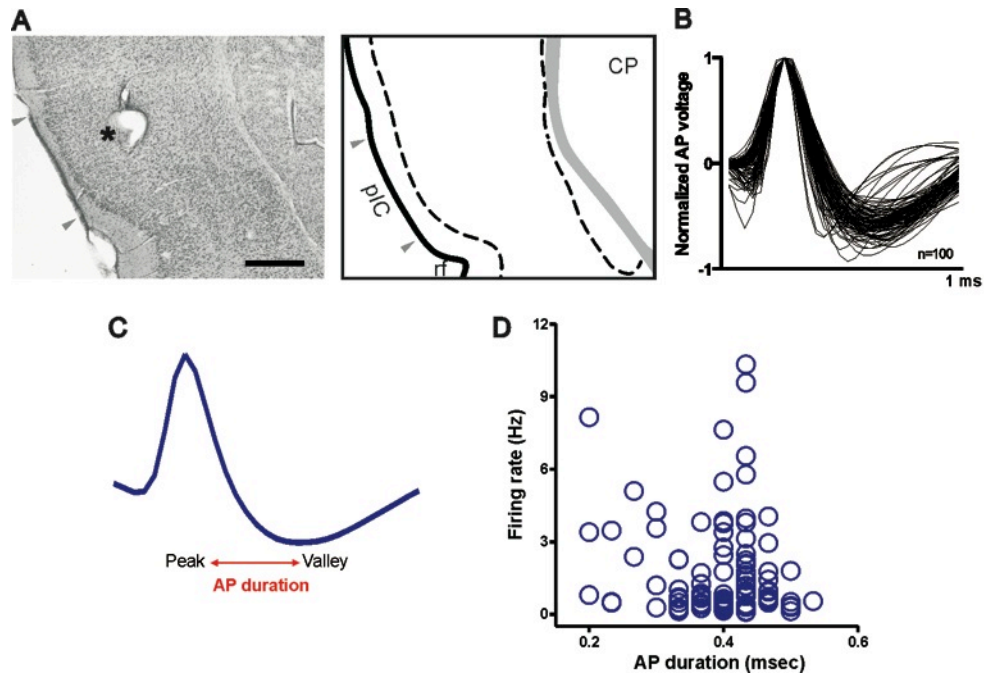 A
*
CP
pIC
rf
B
Normalized AP voltage
1
0
-1
n=100
1 ms
C
Peak
Valley
AP duration
D
Firing rate (Hz)
12
9
6
3
0
0.2
0.4
0.6
AP duration (msec)